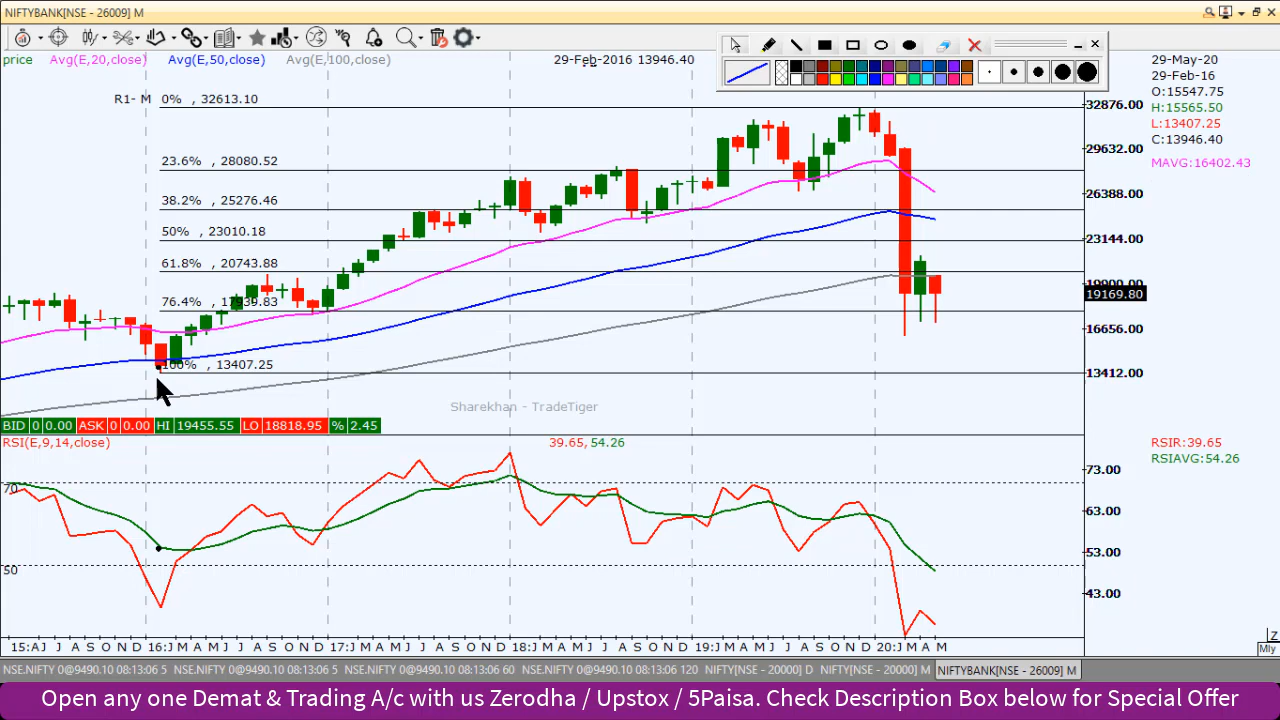 NIFTYBANK[NSE - 26009] M
price Avg(E,20,close) Avg(E,50,close) Avg(E,100,close) 29-Feb-2016 13946.40
29-May-20
29-Feb-16
O:15547.75
H:15565.50
L:13407.25
C:13946.40
MAVG:16402.43
R1- M 0% , 32613.10
23.6% , 28080.52
38.2% , 25276.46
50% , 23010.18
61.8% , 20743.88
76.4% , 17939.83
100% , 13407.25
32876.00
29632.00
26388.00
23144.00
19900.00
19169.80
16656.00
13412.00
Sharekhan - TradeTiger
BID 0 0.00 ASK 0 0.00 HI 19455.55 LO 18818.95 % 2.45
RSI(E,9,14,close) 39.65, 54.26
RSIR:39.65
RSIAVG:54.26
70
50
73.00
63.00
53.00
43.00
15:AJ J A S O N D 16:J M A M J J A S O N D 17:J M A M J J A S O N D 18:J M A M J J A S O N D 19:J M A M J J A S O N D 20:J M A M
Z
Mly
NSE.NIFTY 0@9490.10 08:13:06 5 NSE.NIFTY 0@9490.10 08:13:06 5 NSE.NIFTY 0@9490.10 08:13:06 60 NSE.NIFTY 0@9490.10 08:13:06 120 NIFTY[NSE - 20000] D NIFTY[NSE - 20000] M NIFTYBANK[NSE - 26009] M
Open any one Demat & Trading A/c with us Zerodha / Upstox / 5Paisa. Check Description Box below for Special Offer